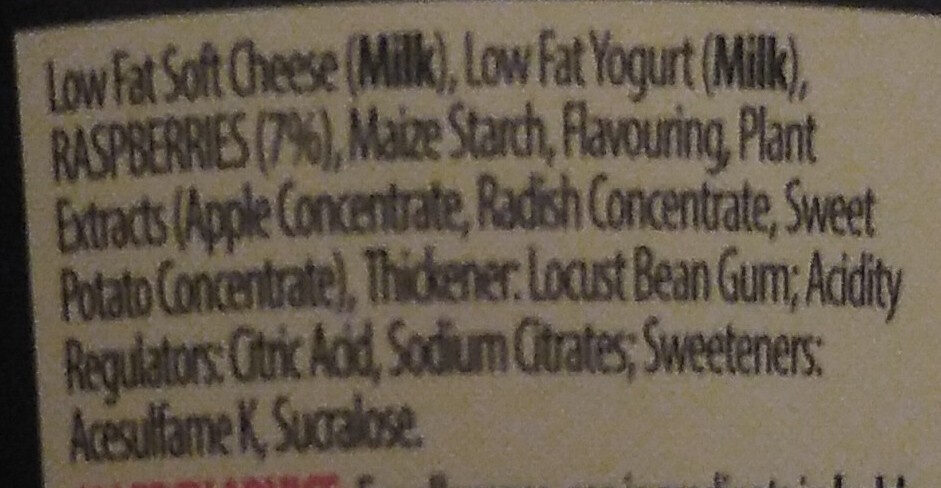 Low Fat Soft Cheese (Milk), Low Fat Yogurt (Milk),
RASPBERRIES (7%), Maize Starch, Flavouring, Plant
Extracts (Apple Concentrate, Radish Concentrate, Sweet
Potato Concentrate), Thickener: Locust Bean Gum; Acidity
Regulators: Citric Acid, Sodium Citrates; Sweeteners:
Acesulfame K, Sucralose.